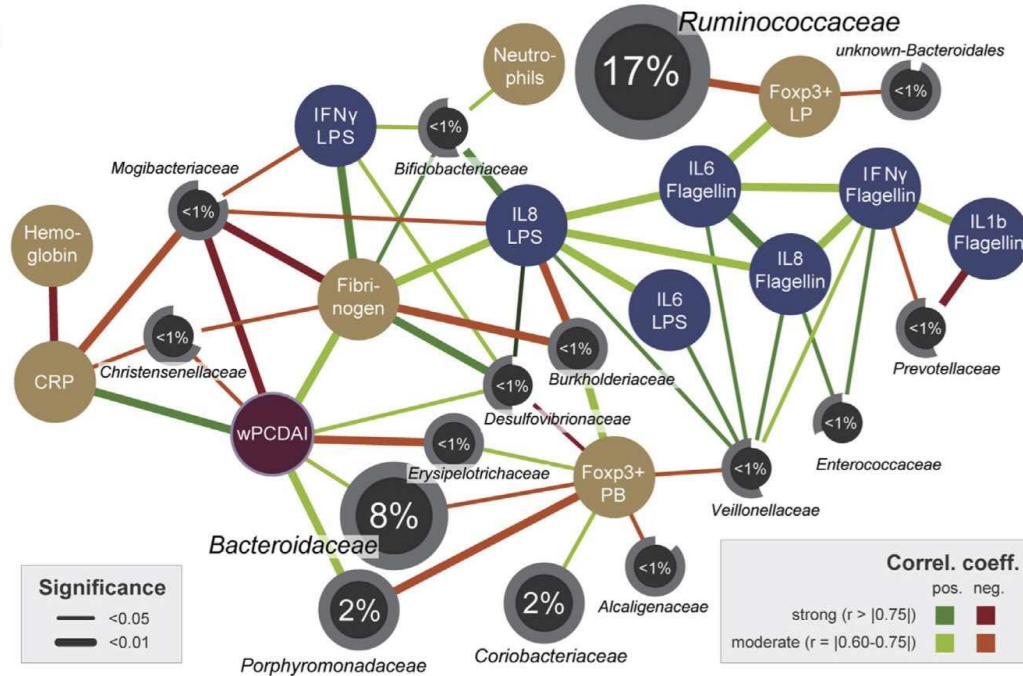 Ruminococcaceae
17%
unknown-Bacteroidales
<1%
Neutro-
phils
Foxp3+
LP
IFNγ
LPS
<1%
Bifidobacteriaceae
Mogibacteriaceae
<1%
IL6
Flagellin
IFNγ
Flagellin
IL8
LPS
IL1b
Flagellin
Hemo-
globin
Fibri-
nogen
IL8
Flagellin
IL6
LPS
<1%
Christensenellaceae
<1%
Burkholderiaceae
<1%
Prevotellaceae
CRP
<1%
Desulfovibrionaceae
wPCDAI
<1%
Erysipelotrichaceae
<1%
Enterococcaceae
Foxp3+
PB
<1%
Veillonellaceae
8%
Bacteroidaceae
<1%
Alcaligenaceae
2%
Porphyromonadaceae
2%
Coriobacteriaceae
Significance
<0.05
<0.01
Correl. coeff.
pos. neg.
strong (r > |0.75|)
moderate (r = |0.60-0.75|)